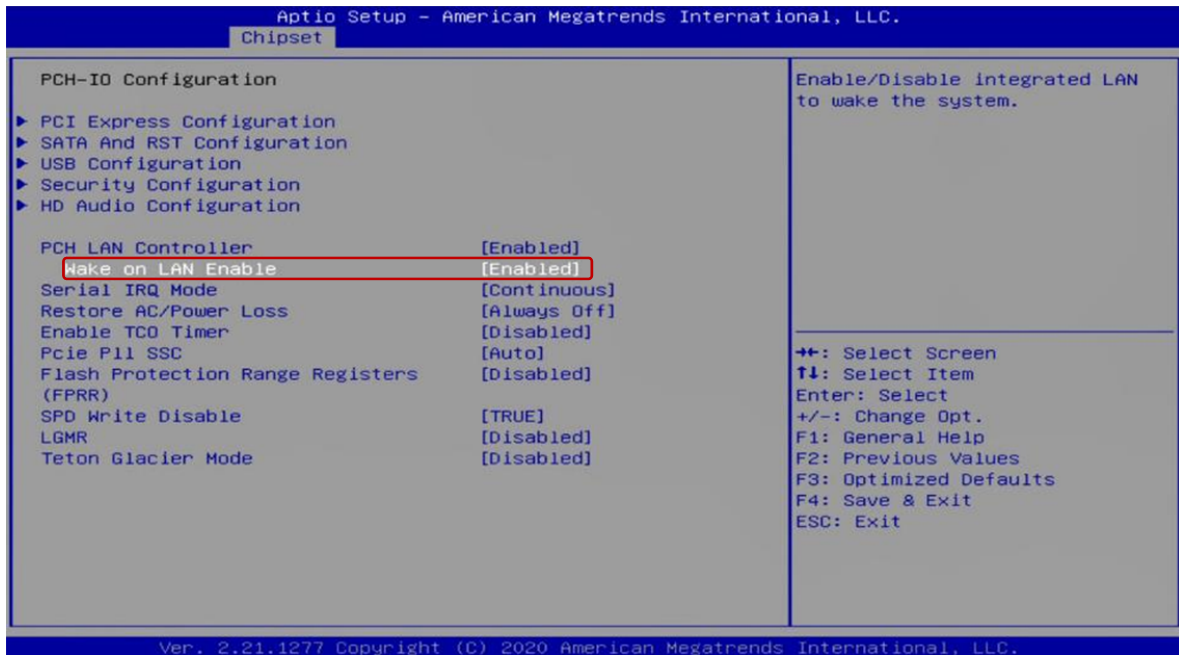 Aptio Setup – American Megatrends International, LLC.
Chipset
PCH-IO Configuration
▶ PCI Express Configuration
▶ SATA And RST Configuration
▶ USB Configuration
▶ Security Configuration
▶ HD Audio Configuration
PCH LAN Controller [Enabled]
Wake on LAN Enable [Enabled]
Serial IRQ Mode [Continuous]
Restore AC/Power Loss [Always Off]
Enable TCO Timer [Disabled]
Pcie Pll SSC [Auto]
Flash Protection Range Registers [Disabled]
(FPRR)
SPD Write Disable [TRUE]
LGMR [Disabled]
Teton Glacier Mode [Disabled]
Enable/Disable integrated LAN
to wake the system.
→←: Select Screen
↑↓: Select Item
Enter: Select
+/-: Change Opt.
F1: General Help
F2: Previous Values
F3: Optimized Defaults
F4: Save & Exit
ESC: Exit
Ver. 2.21.1277 Copyright (C) 2020 American Megatrends International, LLC.